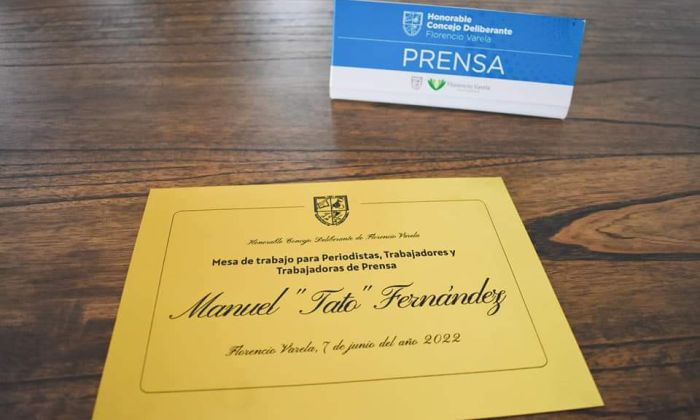 Honorable
Concejo Deliberante
Florencio Varela
PRENSA
Florencio Varela
Honorable Concejo Deliberante de Florencio Varela
Mesa de trabajo para Periodistas, Trabajadores y
Trabajadoras de Prensa
Manuel "Tato" Fernández
Florencio Varela, 7 de junio del año 2022